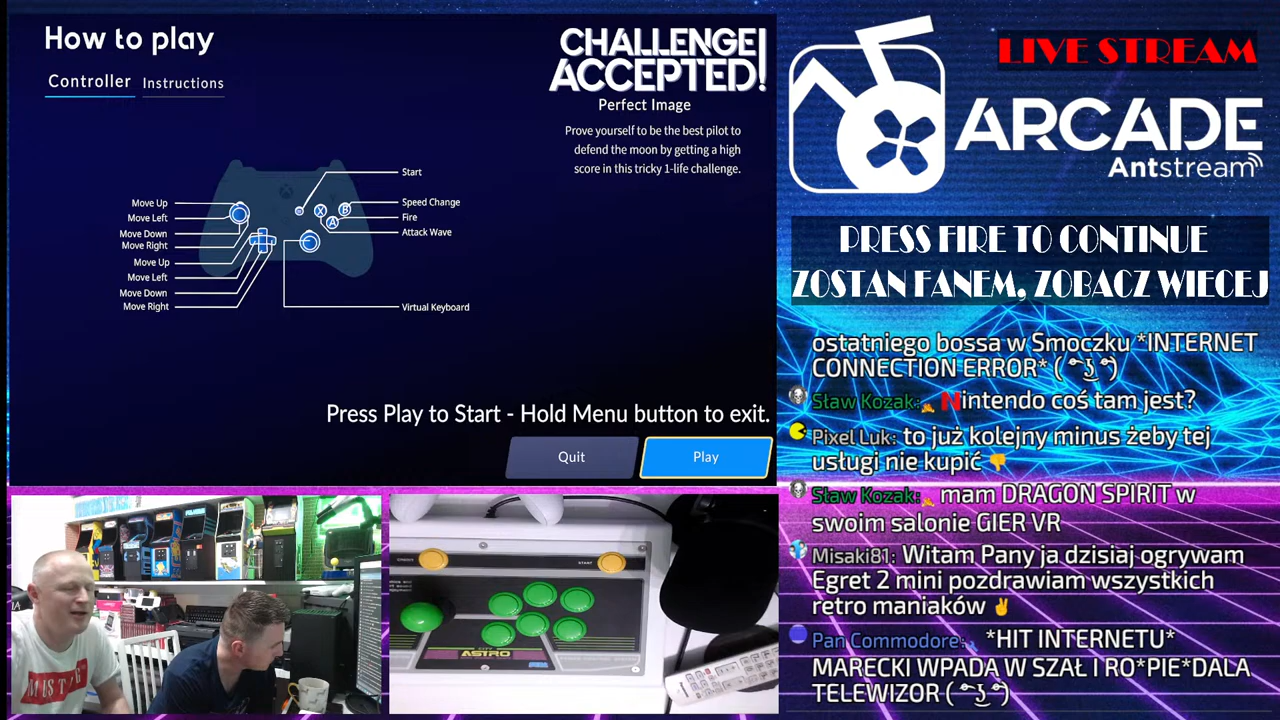 How to play
Controller Instructions
CHALLENGE
ACCEPTED!
Perfect Image
Prove yourself to be the best pilot to
defend the moon by getting a high
score in this tricky 1-life challenge.
Start
Speed Change
Fire
Attack Wave
Virtual Keyboard
Move Up
Move Left
Move Down
Move Right
Move Up
Move Left
Move Down
Move Right
X
B
A
Press Play to Start - Hold Menu button to exit.
Quit
Play
LIVE STREAM
ARCADE
Antstream
PRESS FIRE TO CONTINUE
ZOSTAN FANEM, ZOBACZ WIECEJ
ostatniego bossa w Smoczku *INTERNET
CONNECTION ERROR* ( ͡° ͜ʖ ͡°)
Sław Kozak: Nintendo coś tam jest?
Pixel Luk: to już kolejny minus żeby tej
usługi nie kupić 👎
Sław Kozak: mam DRAGON SPIRIT w
swoim salonie GIER VR
Misaki81: Witam Pany ja dzisiaj ogrywam
Egret 2 mini pozdrawiam wszystkich
retro maniaków ✌
Pan Commodore: *HIT INTERNETU*
MARECKI WPADA W SZAŁ I RO*PIE*DALA
TELEWIZOR ( ͡° ͜ʖ ͡°)
START
ASTRO
SEGA